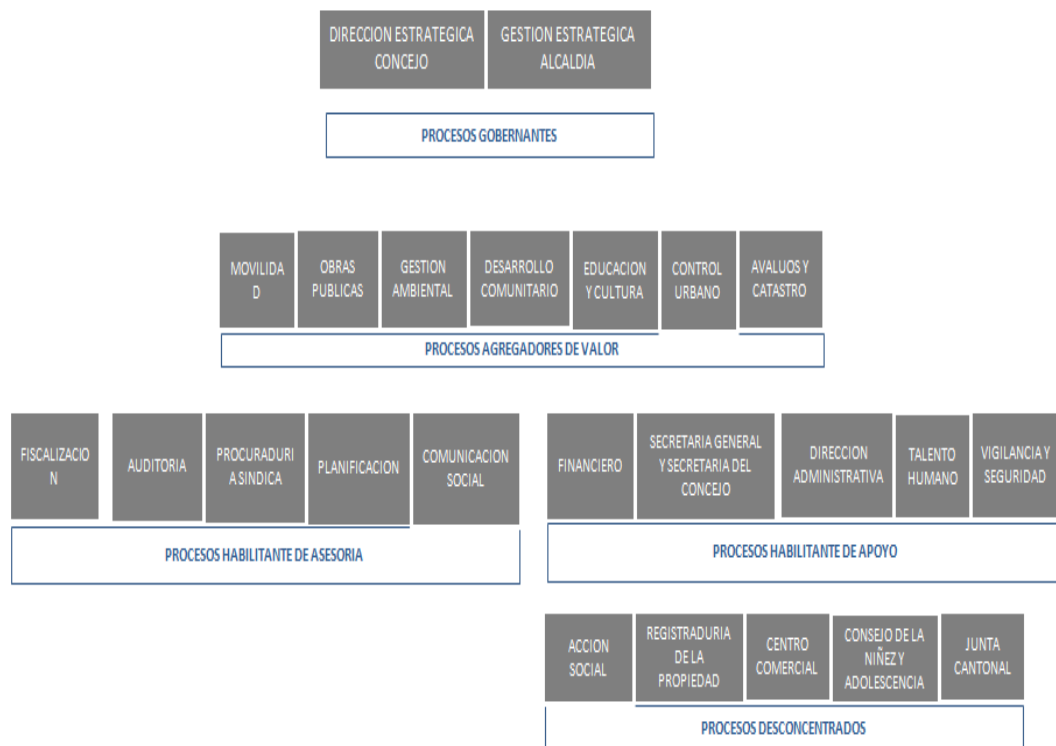 DIRECCION ESTRATEGICA
CONCEJO
GESTION ESTRATEGICA
ALCALDIA
PROCESOS GOBERNANTES
MOVILIDA
D
OBRAS
PUBLICAS
GESTION
AMBIENTAL
DESARROLLO
COMUNITARIO
EDUCACION
Y CULTURA
CONTROL
URBANO
AVALUOS Y
CATASTRO
PROCESOS AGREGADORES DE VALOR
FISCALIZACIO
N
AUDITORIA
PROCURADURI
A SINDICA
PLANIFICACION
COMUNICACION
SOCIAL
PROCESOS HABILITANTE DE ASESORIA
FINANCIERO
SECRETARIA GENERAL
Y SECRETARIA DEL
CONCEJO
DIRECCION
ADMINISTRATIVA
TALENTO
HUMANO
VIGILANCIA Y
SEGURIDAD
PROCESOS HABILITANTE DE APOYO
ACCION
SOCIAL
REGISTRADURIA
DE LA
PROPIEDAD
CENTRO
COMERCIAL
CONSEJO DE LA
NIÑEZ Y
ADOLESCENCIA
JUNTA
CANTONAL
PROCESOS DESCONCENTRADOS